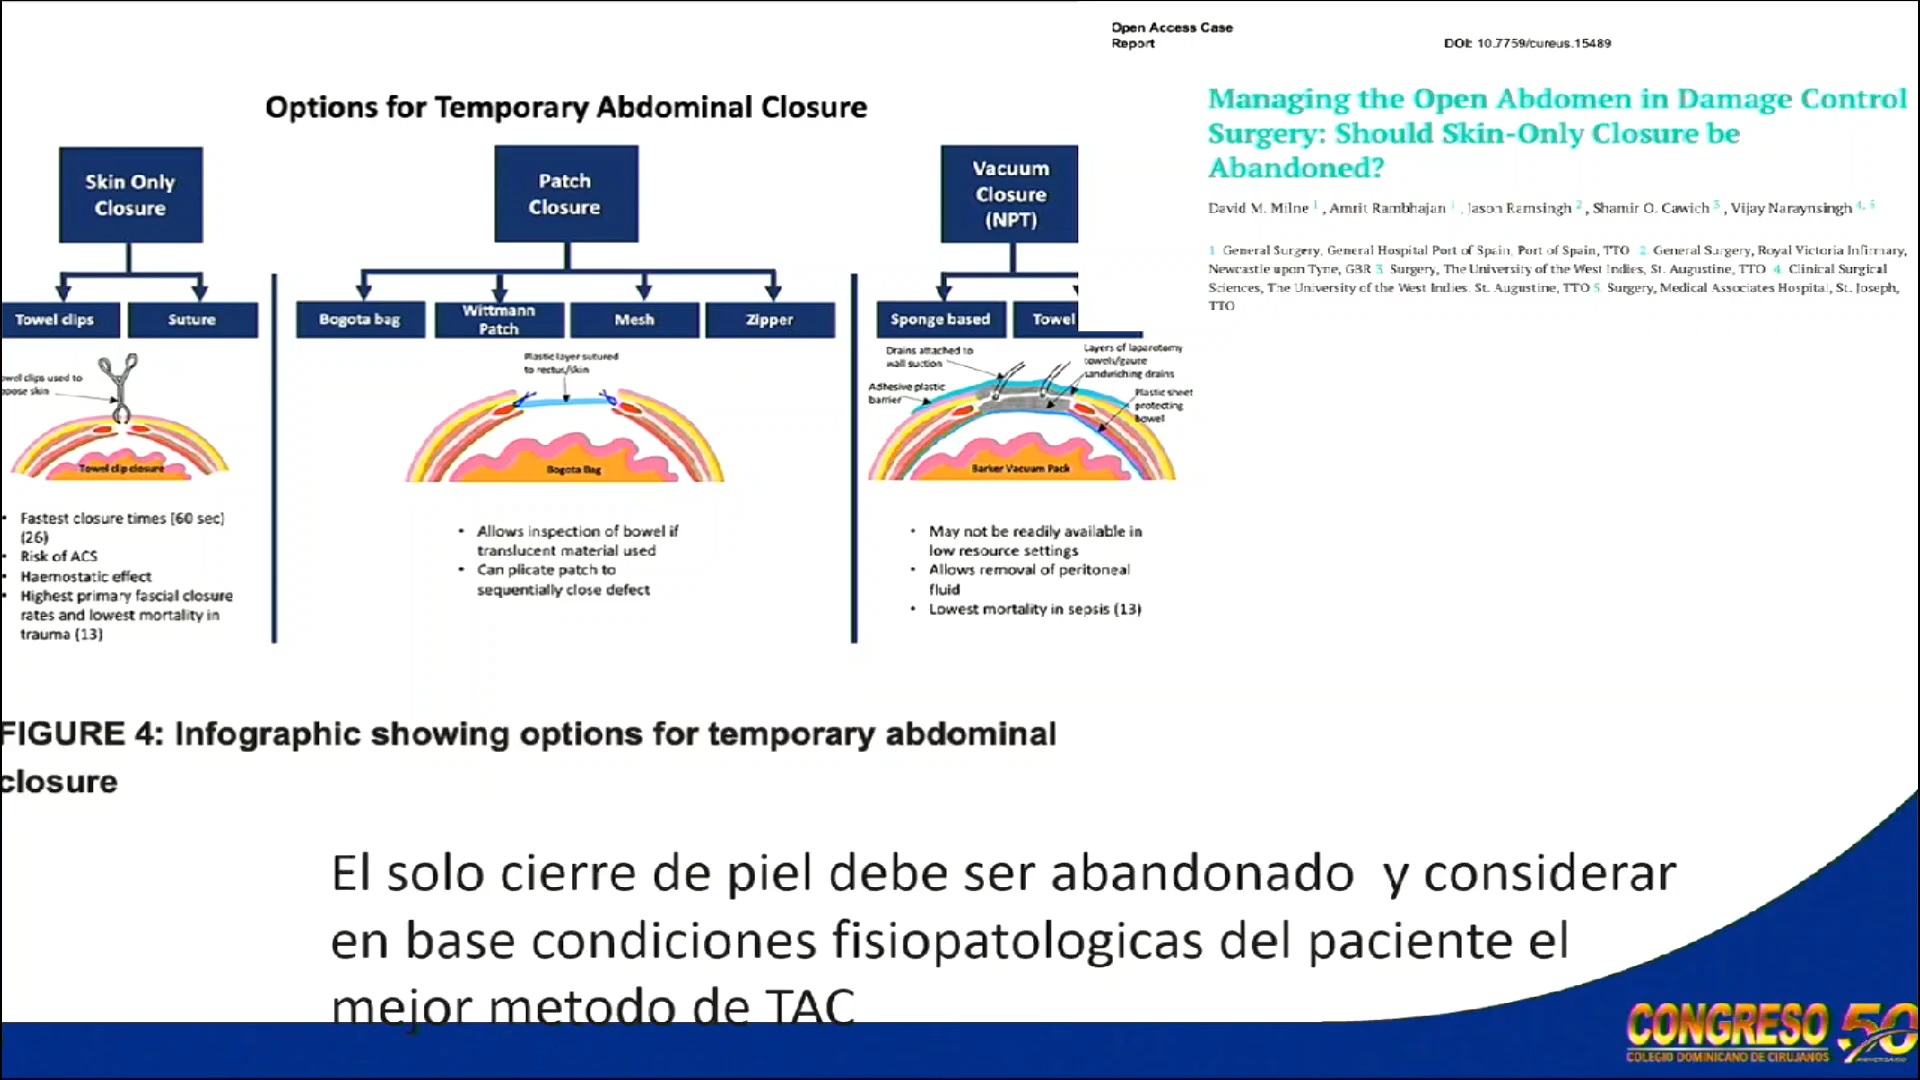 Open Access Case
Report
DOI: 10.7759/cureus.15489
Managing the Open Abdomen in Damage Control
Surgery: Should Skin-Only Closure be
Abandoned?
David M. Milne 1 , Amrit Rambhajan 1 , Jason Ramsingh 2 , Shamir O. Cawich 3 , Vijay Naraynsingh 4, 5
1. General Surgery, General Hospital Port of Spain, Port of Spain, TTO 2. General Surgery, Royal Victoria Infirmary,
Newcastle upon Tyne, GBR 3. Surgery, The University of the West Indies, St. Augustine, TTO 4. Clinical Surgical
Sciences, The University of the West Indies, St. Augustine, TTO 5. Surgery, Medical Associates Hospital, St. Joseph,
TTO
Options for Temporary Abdominal Closure
Skin Only
Closure
Towel clips
Suture
owel clips used to
ppose skin
Towel clip closure
• Fastest closure times (60 sec)
(26)
• Risk of ACS
• Haemostatic effect
• Highest primary fascial closure
rates and lowest mortality in
trauma (13)
Patch
Closure
Bogota bag
Wittmann
Patch
Mesh
Zipper
Plastic layer sutured
to rectus/skin
Bogota Bag
• Allows inspection of bowel if
translucent material used
• Can plicate patch to
sequentially close defect
Vacuum
Closure
(NPT)
Sponge based
Towel
Drains attached to
wall suction
Adhesive plastic
barrier
Layers of laparotomy
towels/gauze
sandwiching drains
Plastic sheet
protecting
bowel
Barker Vacuum Pack
• May not be readily available in
low resource settings
• Allows removal of peritoneal
fluid
• Lowest mortality in sepsis (13)
FIGURE 4: Infographic showing options for temporary abdominal
closure
El solo cierre de piel debe ser abandonado y considerar
en base condiciones fisiopatologicas del paciente el
mejor metodo de TAC
CONGRESO 50
COLEGIO DOMINICANO DE CIRUJANOS